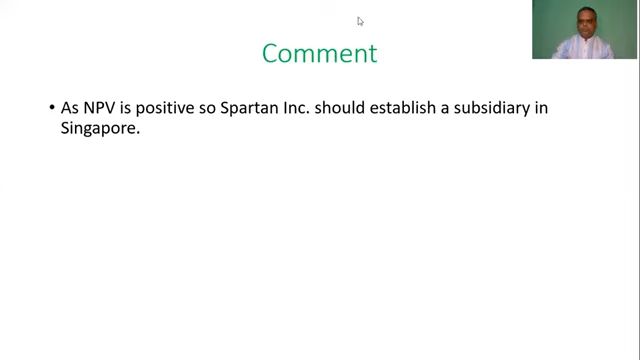 Comment
• As NPV is positive so Spartan Inc. should establish a subsidiary in
Singapore.